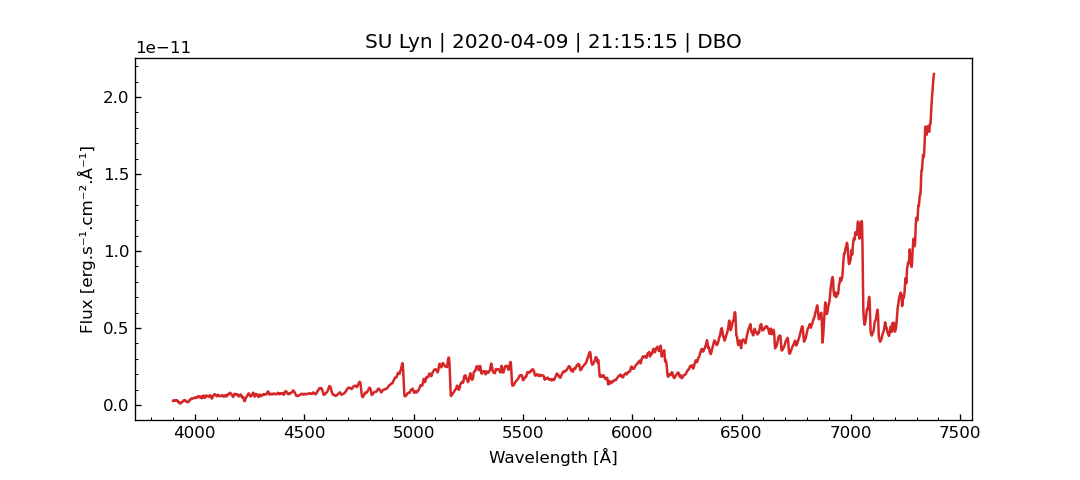 SU Lyn | 2020-04-09 | 21:15:15 | DBO
1e−11
Flux [erg.s⁻¹.cm⁻².Å⁻¹]
2.0
1.5
1.0
0.5
0.0
4000 4500 5000 5500 6000 6500 7000 7500
Wavelength [Å]